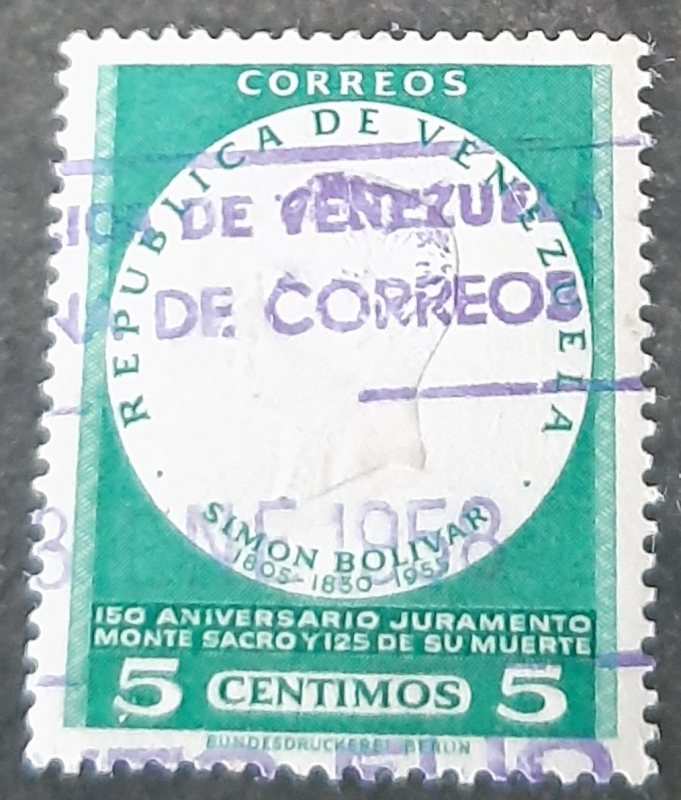 CORREOS
REPUBLICA DE VENEZUELA
DE VENEZUELA
DE CORREOS
1958
SIMON BOLIVAR
1805-1830 1955
150 ANIVERSARIO JURAMENTO
MONTE SACRO Y 125 DE SU MUERTE
5 CENTIMOS 5
BUNDESDRUCKEREI BERLIN